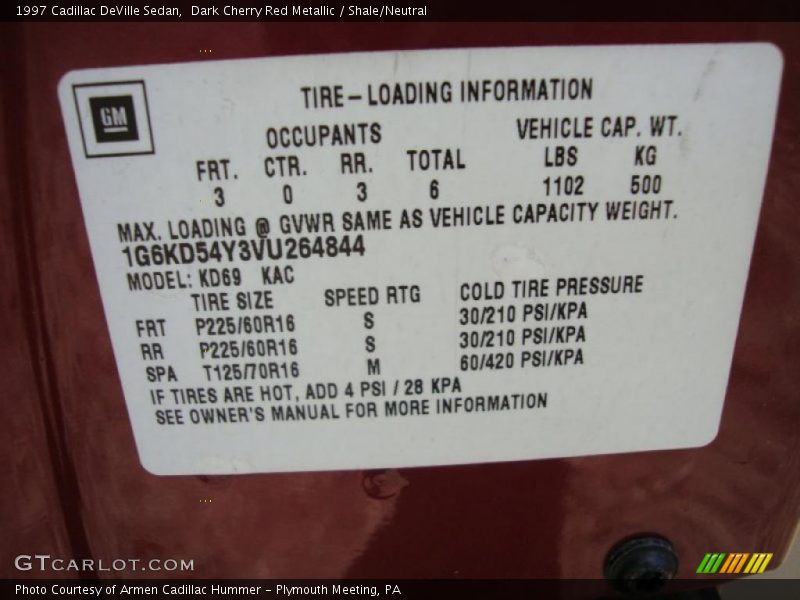 1997 Cadillac DeVille Sedan, Dark Cherry Red Metallic / Shale/Neutral
GM
TIRE-LOADING INFORMATION
OCCUPANTS VEHICLE CAP. WT.
FRT. CTR. RR. TOTAL LBS KG
3 0 3 6 1102 500
MAX. LOADING @ GVWR SAME AS VEHICLE CAPACITY WEIGHT.
1G6KD54Y3VU264844
MODEL: KD69 KAC
TIRE SIZE SPEED RTG COLD TIRE PRESSURE
FRT P225/60R16 S 30/210 PSI/KPA
RR P225/60R16 S 30/210 PSI/KPA
SPA T125/70R16 M 60/420 PSI/KPA
IF TIRES ARE HOT, ADD 4 PSI / 28 KPA
SEE OWNER'S MANUAL FOR MORE INFORMATION
GTCARLOT.COM
Photo Courtesy of Armen Cadillac Hummer - Plymouth Meeting, PA